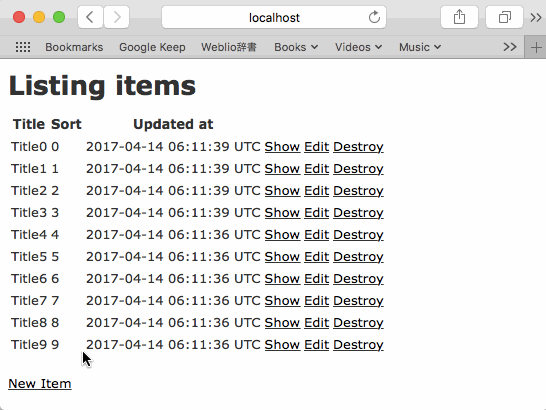 localhost
Bookmarks Google Keep Weblio辞書 Books Videos Music
Listing items
Title Sort Updated at
Title0 0 2017-04-14 06:11:39 UTC Show Edit Destroy
Title1 1 2017-04-14 06:11:39 UTC Show Edit Destroy
Title2 2 2017-04-14 06:11:39 UTC Show Edit Destroy
Title3 3 2017-04-14 06:11:39 UTC Show Edit Destroy
Title4 4 2017-04-14 06:11:36 UTC Show Edit Destroy
Title5 5 2017-04-14 06:11:36 UTC Show Edit Destroy
Title6 6 2017-04-14 06:11:36 UTC Show Edit Destroy
Title7 7 2017-04-14 06:11:36 UTC Show Edit Destroy
Title8 8 2017-04-14 06:11:36 UTC Show Edit Destroy
Title9 9 2017-04-14 06:11:36 UTC Show Edit Destroy
New Item